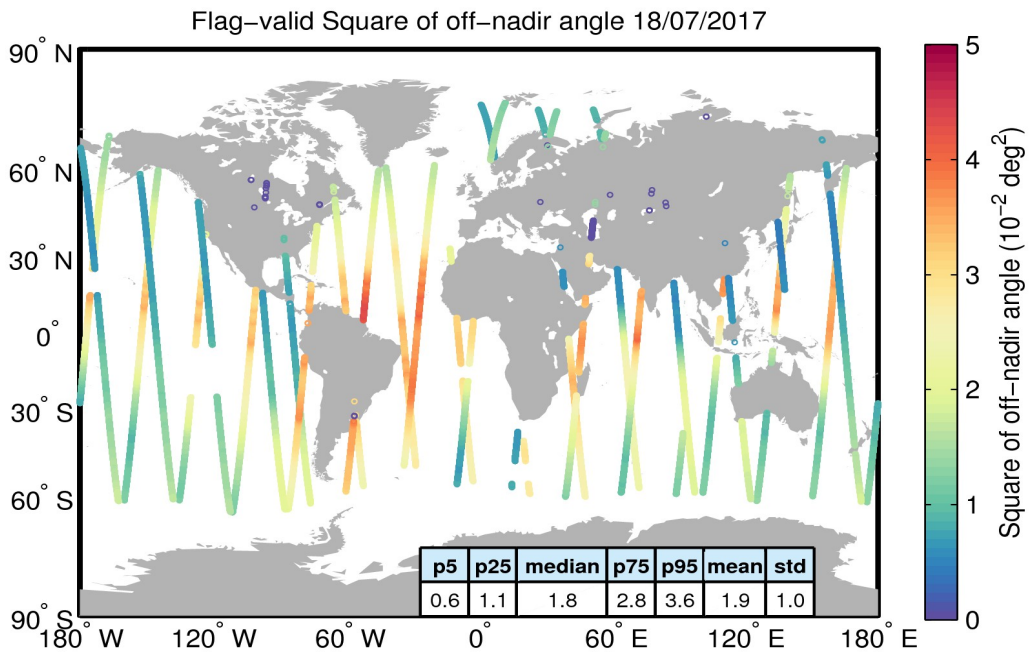 Flag−valid Square of off−nadir angle 18/07/2017
90° N
60° N
30° N
0°
30° S
60° S
90° S
180° W
120° W
60° W
0°
60° E
120° E
180° E
p5 p25 median p75 p95 mean std
0.6 1.1 1.8 2.8 3.6 1.9 1.0
5
4
3
2
1
0
Square of off−nadir angle (10⁻² deg²)